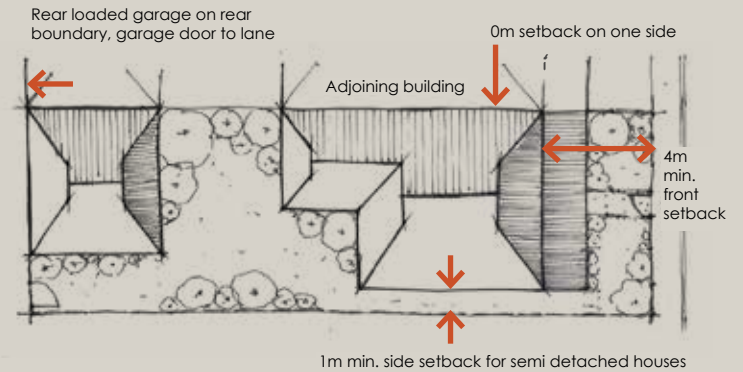 Rear loaded garage on rear
boundary, garage door to lane
0m setback on one side
Adjoining building
4m
min.
front
setback
1m min. side setback for semi detached houses